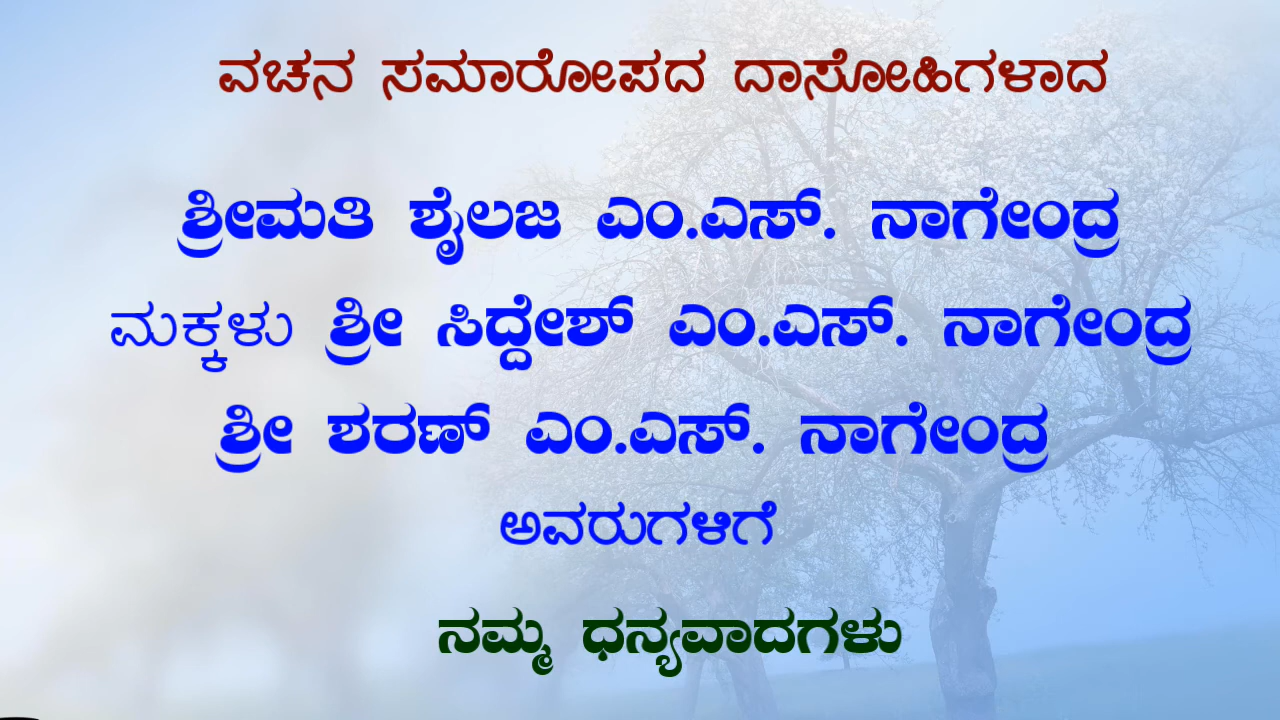 ವಚನ ಸಮಾರೋಪದ ದಾಸೋಹಿಗಳಾದ
ಶ್ರೀಮತಿ ಶೈಲಜ ಎಂ.ಎಸ್. ನಾಗೇಂದ್ರ
ಮಕ್ಕಳು ಶ್ರೀ ಸಿದ್ದೇಶ್ ಎಂ.ಎಸ್. ನಾಗೇಂದ್ರ
ಶ್ರೀ ಶರಣ್ ಎಂ.ಎಸ್. ನಾಗೇಂದ್ರ
ಅವರುಗಳಿಗೆ
ನಮ್ಮ ಧನ್ಯವಾದಗಳು